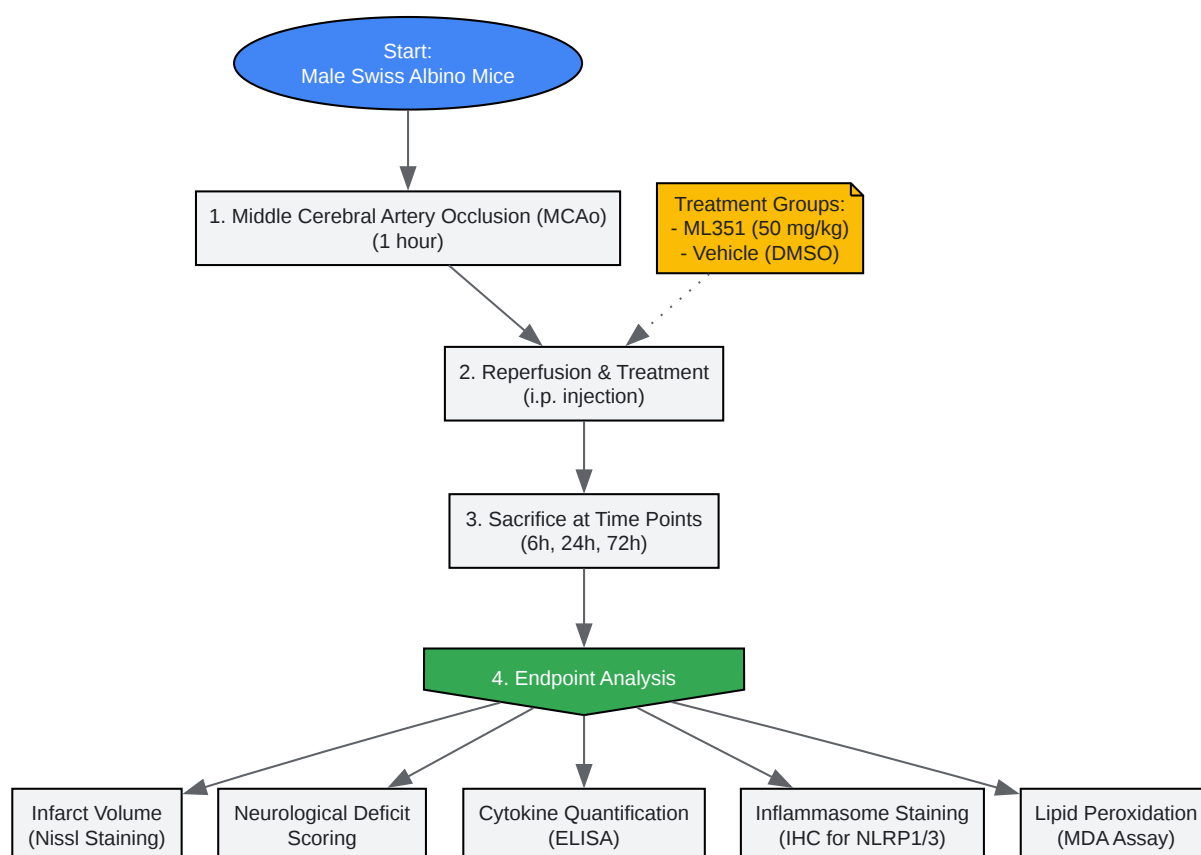 Start:
Male Swiss Albino Mice
1. Middle Cerebral Artery Occlusion (MCAo)
(1 hour)
Treatment Groups:
- ML351 (50 mg/kg)
- Vehicle (DMSO)
2. Reperfusion & Treatment
(i.p. injection)
3. Sacrifice at Time Points
(6h, 24h, 72h)
4. Endpoint Analysis
Infarct Volume
(Nissl Staining)
Neurological Deficit
Scoring
Cytokine Quantification
(ELISA)
Inflammasome Staining
(IHC for NLRP1/3)
Lipid Peroxidation
(MDA Assay)